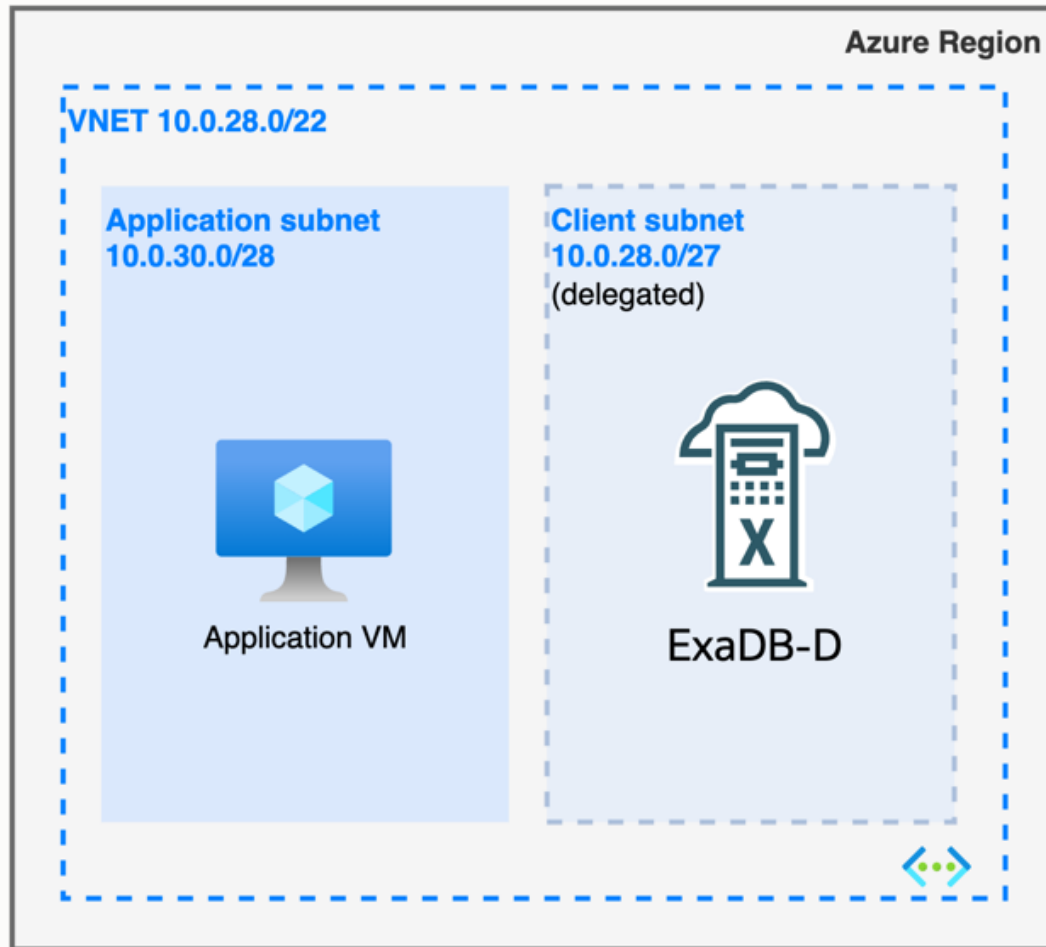 Azure Region
VNET 10.0.28.0/22
Application subnet
10.0.30.0/28
Client subnet
10.0.28.0/27
(delegated)
X
Application VM
ExaDB-D